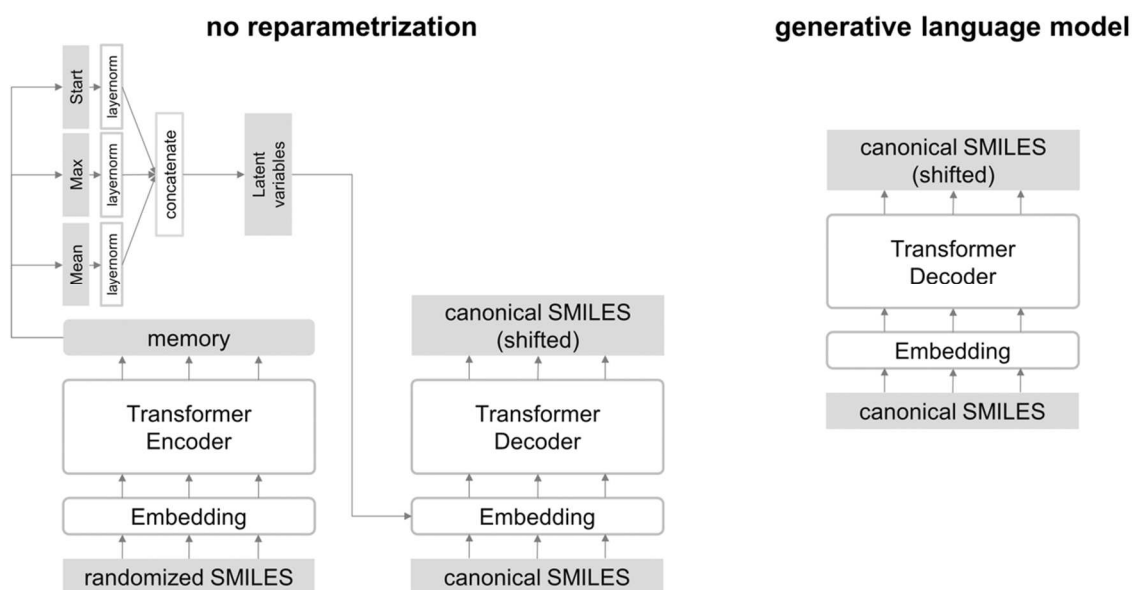 no reparametrization
generative language model
Start
layernorm
Max
layernorm
Mean
layernorm
concatenate
Latent
variables
memory
Transformer
Encoder
Embedding
randomized SMILES
canonical SMILES
(shifted)
Transformer
Decoder
Embedding
canonical SMILES
canonical SMILES
(shifted)
Transformer
Decoder
Embedding
canonical SMILES